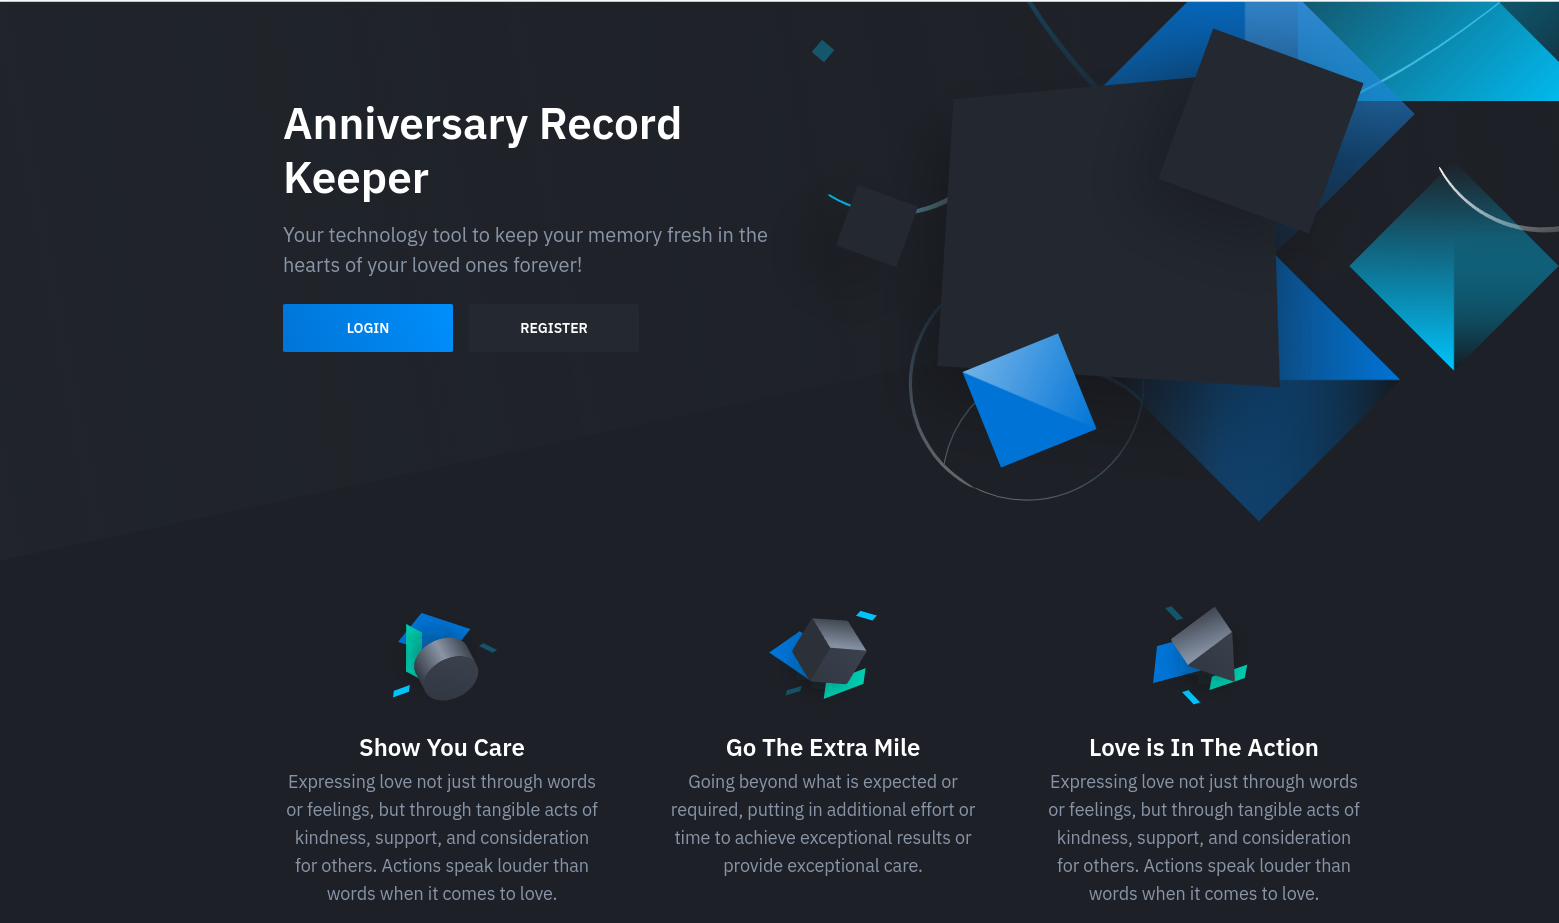 Anniversary Record
Keeper
Your technology tool to keep your memory fresh in the
hearts of your loved ones forever!
LOGIN
REGISTER
Show You Care
Expressing love not just through words
or feelings, but through tangible acts of
kindness, support, and consideration
for others. Actions speak louder than
words when it comes to love.
Go The Extra Mile
Going beyond what is expected or
required, putting in additional effort or
time to achieve exceptional results or
provide exceptional care.
Love is In The Action
Expressing love not just through words
or feelings, but through tangible acts of
kindness, support, and consideration
for others. Actions speak louder than
words when it comes to love.